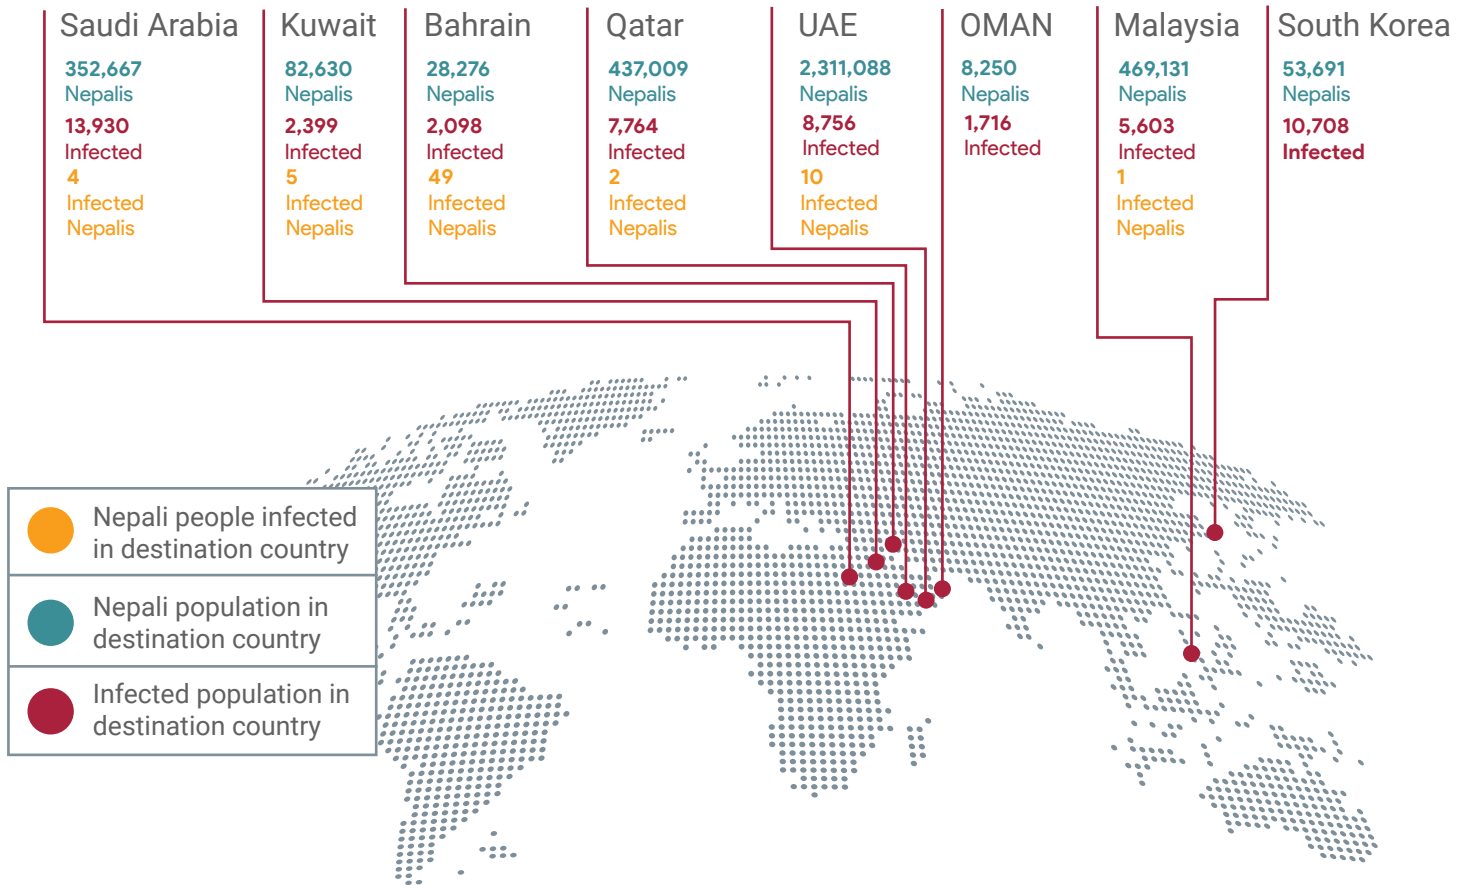 Saudi Arabia
352,667
Nepalis
13,930
Infected
4
Infected
Nepalis
Kuwait
82,630
Nepalis
2,399
Infected
5
Infected
Nepalis
Bahrain
28,276
Nepalis
2,098
Infected
49
Infected
Nepalis
Qatar
437,009
Nepalis
7,764
Infected
2
Infected
Nepalis
UAE
2,311,088
Nepalis
8,756
Infected
10
Infected
Nepalis
OMAN
8,250
Nepalis
1,716
Infected
Malaysia
469,131
Nepalis
5,603
Infected
1
Infected
Nepalis
South Korea
53,691
Nepalis
10,708
Infected
Nepali people infected
in destination country
Nepali population in
destination country
Infected population in
destination country